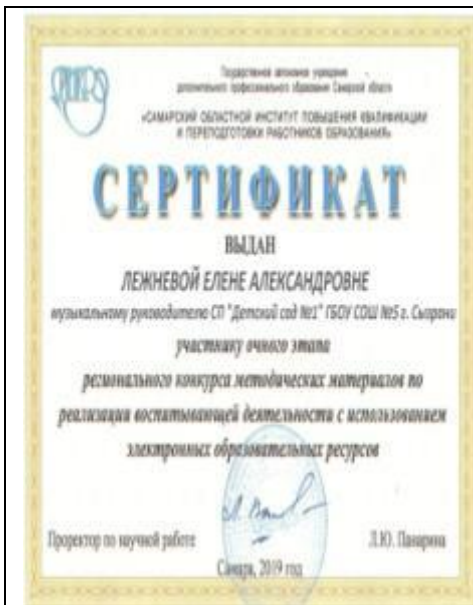 Государственное автономное учреждение
дополнительного профессионального образования Самарской области
«САМАРСКИЙ ОБЛАСТНОЙ ИНСТИТУТ ПОВЫШЕНИЯ КВАЛИФИКАЦИИ
И ПЕРЕПОДГОТОВКИ РАБОТНИКОВ ОБРАЗОВАНИЯ»
СЕРТИФИКАТ
ВЫДАН
ЛЕЖНЕВОЙ ЕЛЕНЕ АЛЕКСАНДРОВНЕ
музыкальному руководителю СП "Детский сад №1" ГБОУ СОШ №5 г. Сызрани
участнику очного этапа
регионального конкурса методических материалов по
реализации воспитывающей деятельности с использованием
электронных образовательных ресурсов
Проректор по научной работе
Л.Ю. Панарина
Самара, 2019 год